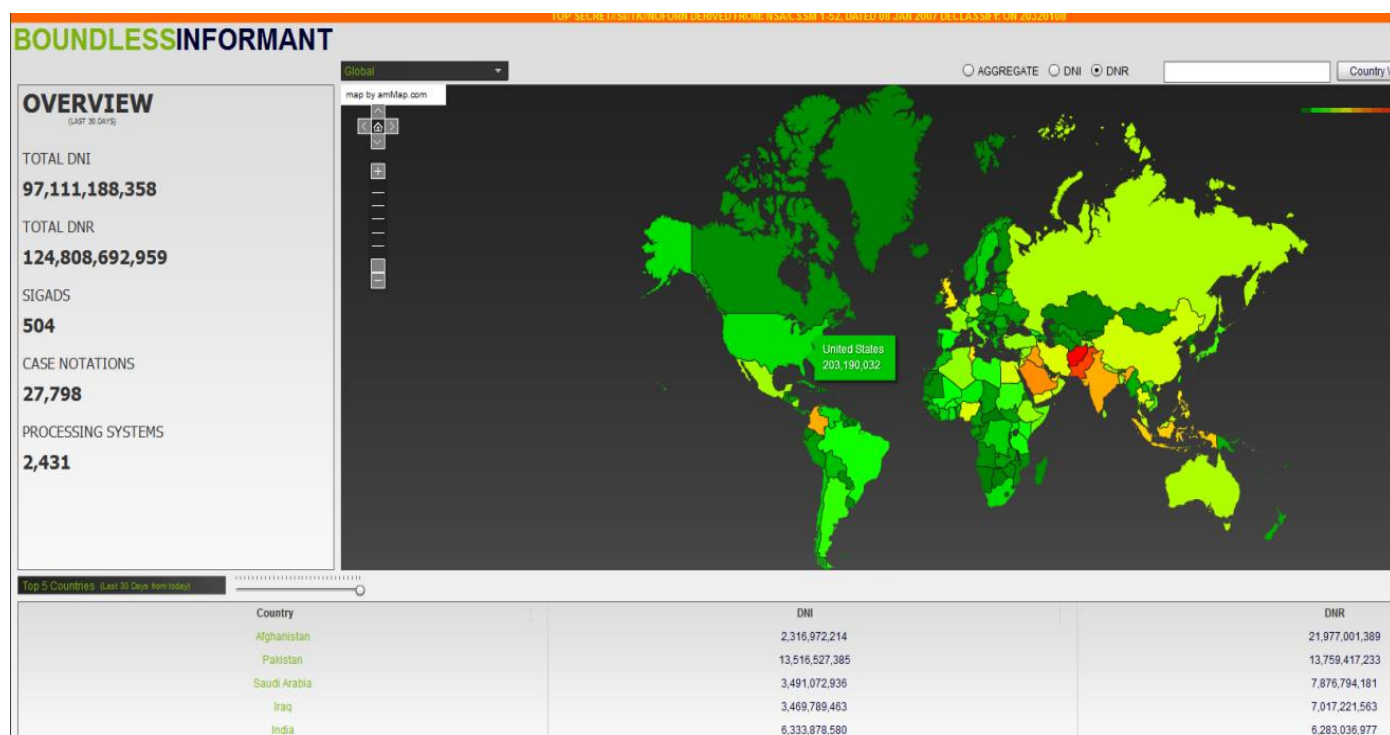 TOP SECRET//SI//TK//NOFORN DERIVED FROM: NSA/CSSM 1-52, DATED 08 JAN 2007 DECLASSIFY: ON 20320108
BOUNDLESSINFORMANT
Global
AGGREGATE DNI DNR
Country
OVERVIEW
(LAST 30 DAYS)
TOTAL DNI
97,111,188,358
TOTAL DNR
124,808,692,959
SIGADS
504
CASE NOTATIONS
27,798
PROCESSING SYSTEMS
2,431
map by amMap.com
United States
203,190,032
Top 5 Countries (Last 30 Days from today)
Country DNI DNR
Afghanistan 2,316,972,214 21,977,001,389
Pakistan 13,516,527,385 13,759,417,233
Saudi Arabia 3,491,072,936 7,876,794,181
Iraq 3,469,789,463 7,017,221,563
India 6,333,878,580 6,283,036,977